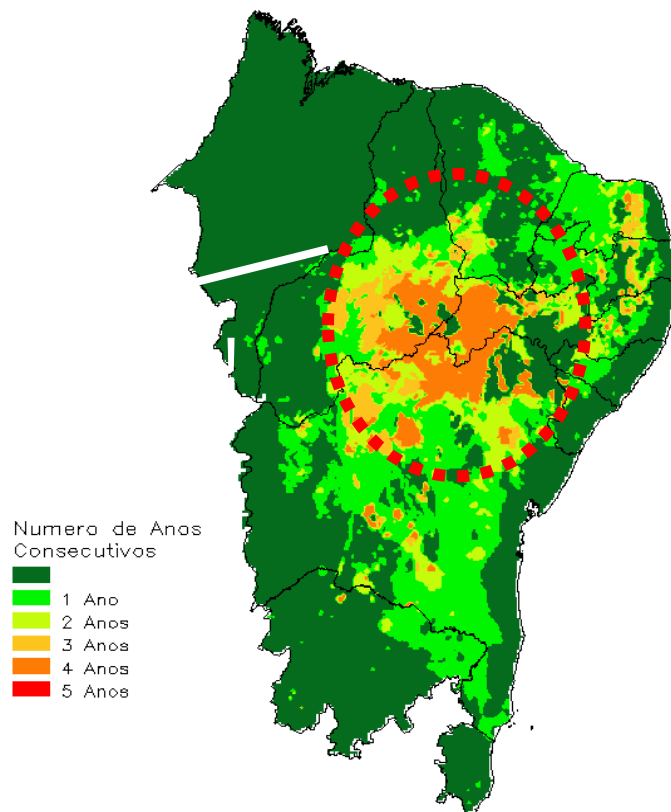 Numero de Anos
Consecutivos
1 Ano
2 Anos
3 Anos
4 Anos
5 Anos